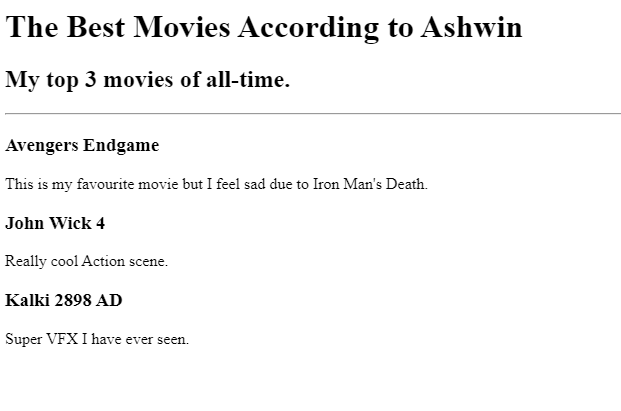 The Best Movies According to Ashwin
My top 3 movies of all-time.
Avengers Endgame
This is my favourite movie but I feel sad due to Iron Man's Death.
John Wick 4
Really cool Action scene.
Kalki 2898 AD
Super VFX I have ever seen.